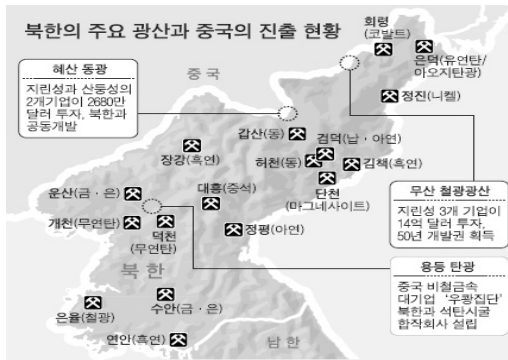 북한의 주요 광산과 중국의 진출 현황
혜산 동광
지린성과 산둥성의
2개기업이 2680만
달러 투자, 북한과
공동개발
중 국
회령
(코발트)
은덕(유연탄/
아오지탄광)
정진(니켈)
갑산(동)
검덕(납·아연)
장강(흑연)
허천(동)
김책(흑연)
단천
(마그네사이트)
대흥(중석)
운산(금·은)
개천(무연탄)
덕천
(무연탄)
정평(아연)
무산 철광광산
지린성 3개 기업이
14억 달러 투자,
50년 개발권 획득
북 한
용등 탄광
중국 비철금속
대기업 ‘우쾅집단’
북한과 석탄시굴
합작회사 설립
은율(철광)
수안(금·은)
연안(흑연)
남 한